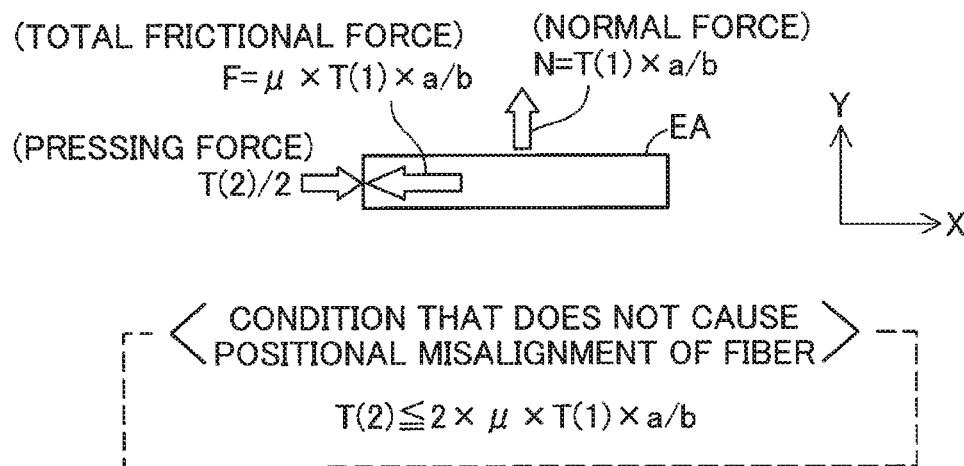 (TOTAL FRICTIONAL FORCE)
F=μ×T(1)×a/b
(NORMAL FORCE)
N=T(1)×a/b
EA
(PRESSING FORCE)
T(2)/2
Y
X
CONDITION THAT DOES NOT CAUSE
POSITIONAL MISALIGNMENT OF FIBER
T(2)≦2×μ×T(1)×a/b